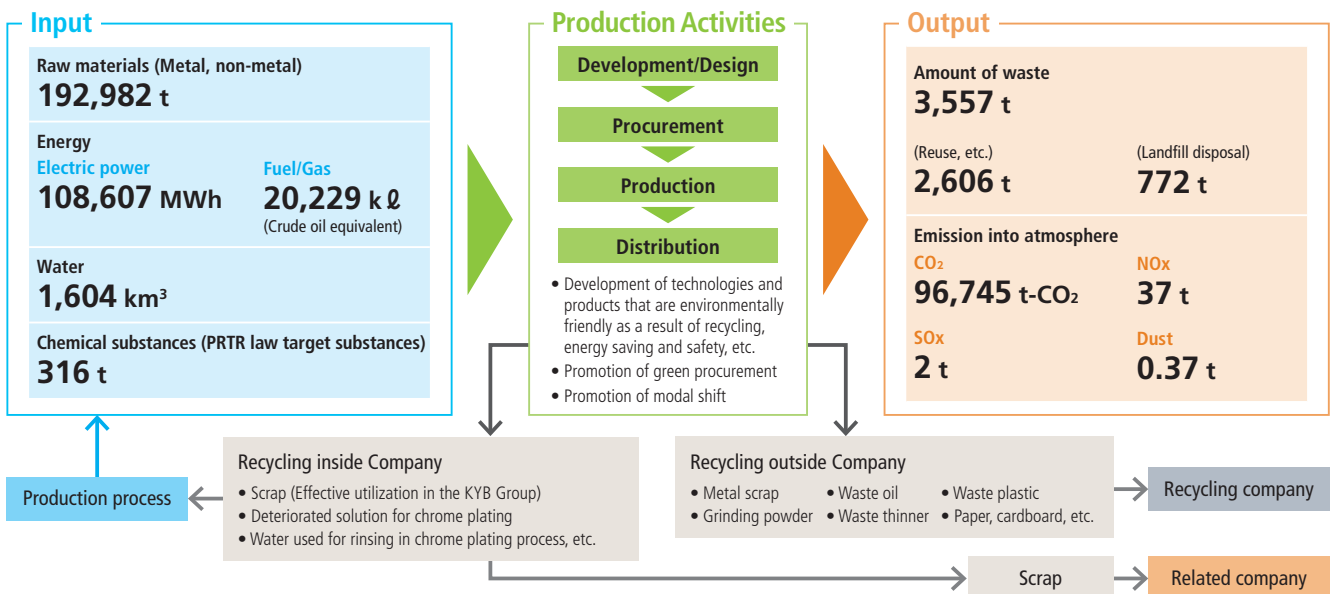 Input
Raw materials (Metal, non-metal)
192,982 t
Energy
Electric power
108,607 MWh
Fuel/Gas
20,229 kℓ
(Crude oil equivalent)
Water
1,604 km³
Chemical substances (PRTR law target substances)
316 t
Production Activities
Development/Design
Procurement
Production
Distribution
• Development of technologies and
products that are environmentally
friendly as a result of recycling,
energy saving and safety, etc.
• Promotion of green procurement
• Promotion of modal shift
Output
Amount of waste
3,557 t
(Reuse, etc.)
2,606 t
(Landfill disposal)
772 t
Emission into atmosphere
CO₂
96,745 t-CO₂
NOx
37 t
SOx
2 t
Dust
0.37 t
Production process
Recycling inside Company
• Scrap (Effective utilization in the KYB Group)
• Deteriorated solution for chrome plating
• Water used for rinsing in chrome plating process, etc.
Recycling outside Company
• Metal scrap • Waste oil • Waste plastic
• Grinding powder • Waste thinner • Paper, cardboard, etc.
Recycling company
Scrap
Related company